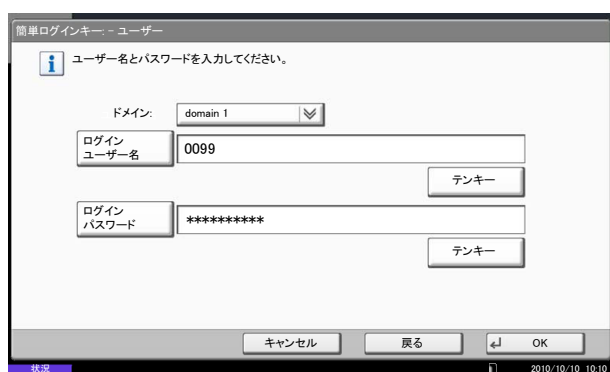 簡単ログインキー: - ユーザー
ユーザー名とパスワードを入力してください。
ドメイン:
domain 1
ログイン
ユーザー名
0099
テンキー
ログイン
パスワード
**********
テンキー
キャンセル
戻る
OK
状況
2010/10/10 10:10